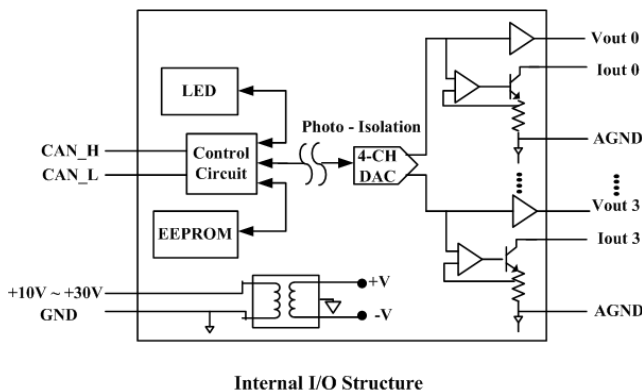 Vout 0
Iout 0
LED
Photo - Isolation
CAN_H
CAN_L
Control
Circuit
4-CH
DAC
AGND
Vout 3
EEPROM
Iout 3
+10V ~ +30V
GND
+V
-V
AGND
Internal I/O Structure